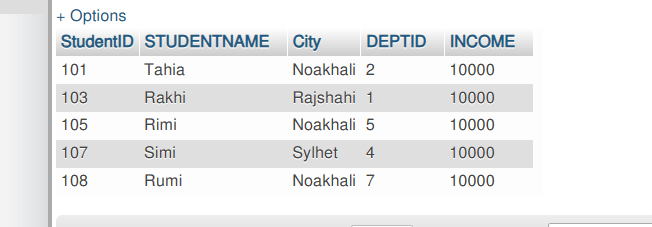 + Options
StudentID STUDENTNAME City DEPTID INCOME
101 Tahia Noakhali 2 10000
103 Rakhi Rajshahi 1 10000
105 Rimi Noakhali 5 10000
107 Simi Sylhet 4 10000
108 Rumi Noakhali 7 10000